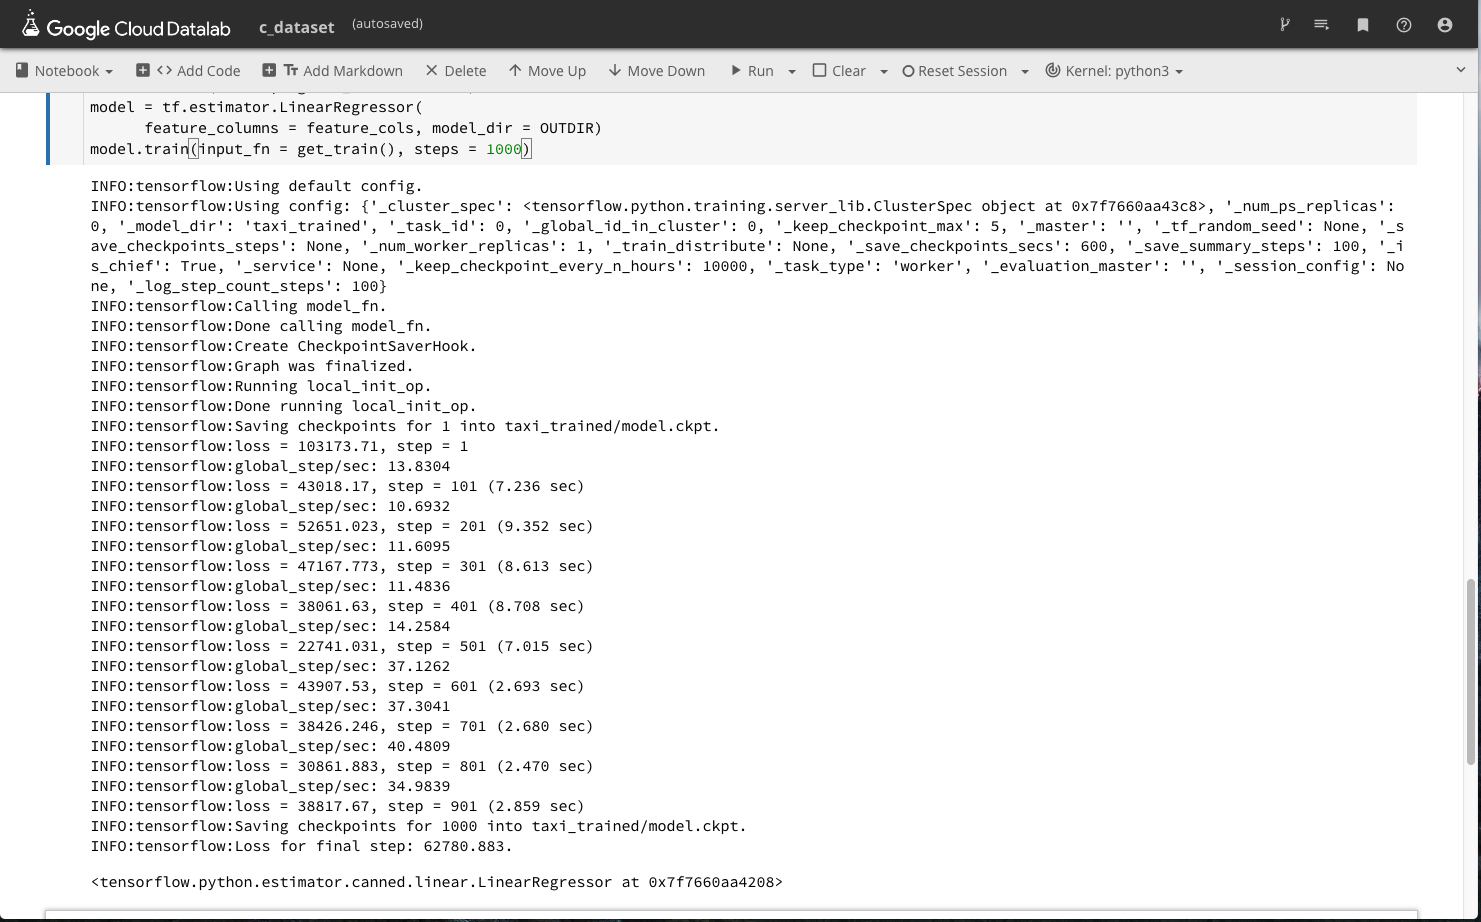 Google Cloud Datalab c_dataset (autosaved)
Notebook Add Code Add Markdown Delete Move Up Move Down Run Clear Reset Session Kernel: python3
model = tf.estimator.LinearRegressor(
feature_columns = feature_cols, model_dir = OUTDIR)
model.train(input_fn = get_train(), steps = 1000)
INFO:tensorflow:Using default config.
INFO:tensorflow:Using config: {'_cluster_spec': <tensorflow.python.training.server_lib.ClusterSpec object at 0x7f7660aa43c8>, '_num_ps_replicas':
0, '_model_dir': 'taxi_trained', '_task_id': 0, '_global_id_in_cluster': 0, '_keep_checkpoint_max': 5, '_master': '', '_tf_random_seed': None, '_s
ave_checkpoints_steps': None, '_num_worker_replicas': 1, '_train_distribute': None, '_save_checkpoints_secs': 600, '_save_summary_steps': 100, '_i
s_chief': True, '_service': None, '_keep_checkpoint_every_n_hours': 10000, '_task_type': 'worker', '_evaluation_master': '', '_session_config': No
ne, '_log_step_count_steps': 100}
INFO:tensorflow:Calling model_fn.
INFO:tensorflow:Done calling model_fn.
INFO:tensorflow:Create CheckpointSaverHook.
INFO:tensorflow:Graph was finalized.
INFO:tensorflow:Running local_init_op.
INFO:tensorflow:Done running local_init_op.
INFO:tensorflow:Saving checkpoints for 1 into taxi_trained/model.ckpt.
INFO:tensorflow:loss = 103173.71, step = 1
INFO:tensorflow:global_step/sec: 13.8304
INFO:tensorflow:loss = 43018.17, step = 101 (7.236 sec)
INFO:tensorflow:global_step/sec: 10.6932
INFO:tensorflow:loss = 52651.023, step = 201 (9.352 sec)
INFO:tensorflow:global_step/sec: 11.6095
INFO:tensorflow:loss = 47167.773, step = 301 (8.613 sec)
INFO:tensorflow:global_step/sec: 11.4836
INFO:tensorflow:loss = 38061.63, step = 401 (8.708 sec)
INFO:tensorflow:global_step/sec: 14.2584
INFO:tensorflow:loss = 22741.031, step = 501 (7.015 sec)
INFO:tensorflow:global_step/sec: 37.1262
INFO:tensorflow:loss = 43907.53, step = 601 (2.693 sec)
INFO:tensorflow:global_step/sec: 37.3041
INFO:tensorflow:loss = 38426.246, step = 701 (2.680 sec)
INFO:tensorflow:global_step/sec: 40.4809
INFO:tensorflow:loss = 30861.883, step = 801 (2.470 sec)
INFO:tensorflow:global_step/sec: 34.9839
INFO:tensorflow:loss = 38817.67, step = 901 (2.859 sec)
INFO:tensorflow:Saving checkpoints for 1000 into taxi_trained/model.ckpt.
INFO:tensorflow:Loss for final step: 62780.883.
<tensorflow.python.estimator.canned.linear.LinearRegressor at 0x7f7660aa4208>